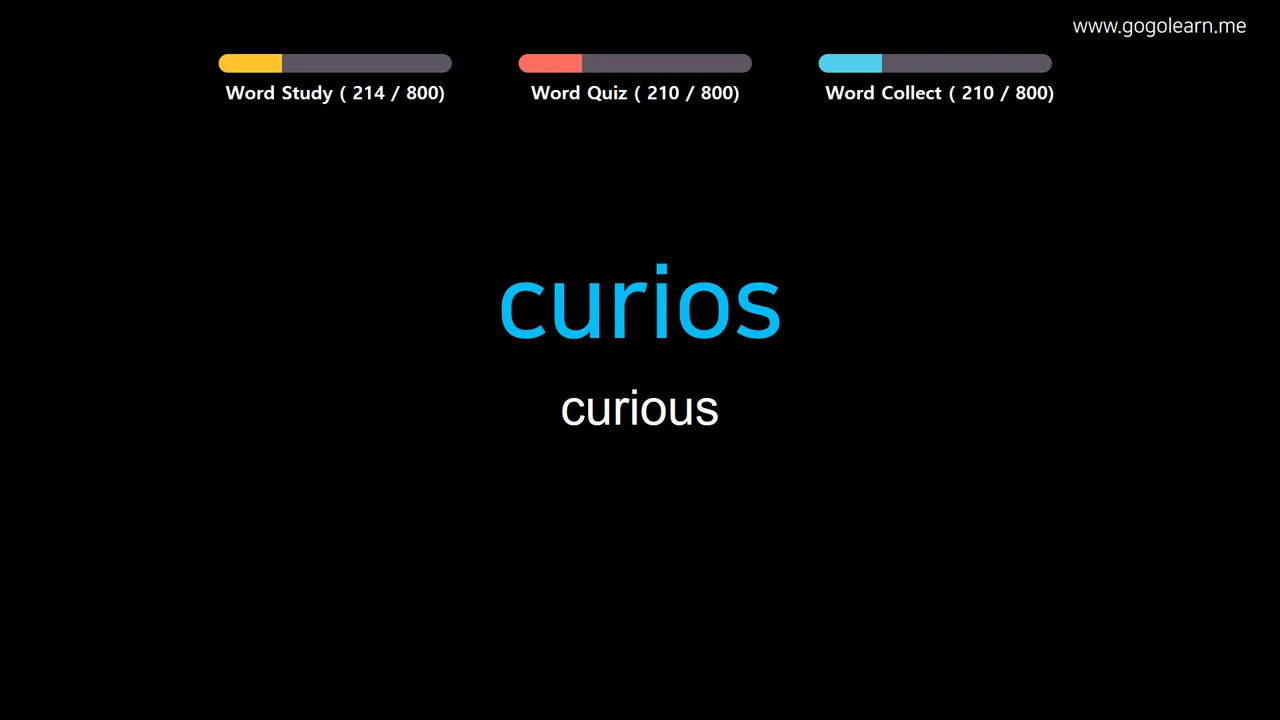 www.gogolearn.me
Word Study ( 214 / 800)
Word Quiz ( 210 / 800)
Word Collect ( 210 / 800)
curios
curious